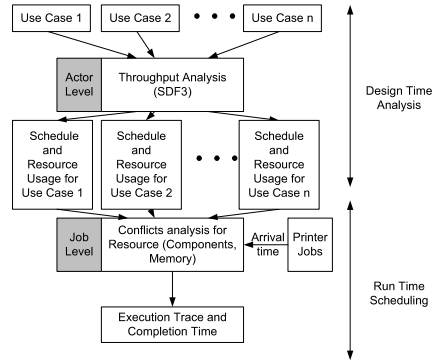 Use Case 1
Use Case 2
Use Case n
Actor
Level
Throughput Analysis
(SDF3)
Design Time
Analysis
Schedule
and
Resource
Usage for
Use Case 1
Schedule
and
Resource
Usage for
Use Case 2
Schedule
and
Resource
Usage for
Use Case n
Job
Level
Conflicts analysis for
Resource (Components,
Memory)
Arrival
time
Printer
Jobs
Run Time
Scheduling
Execution Trace and
Completion Time